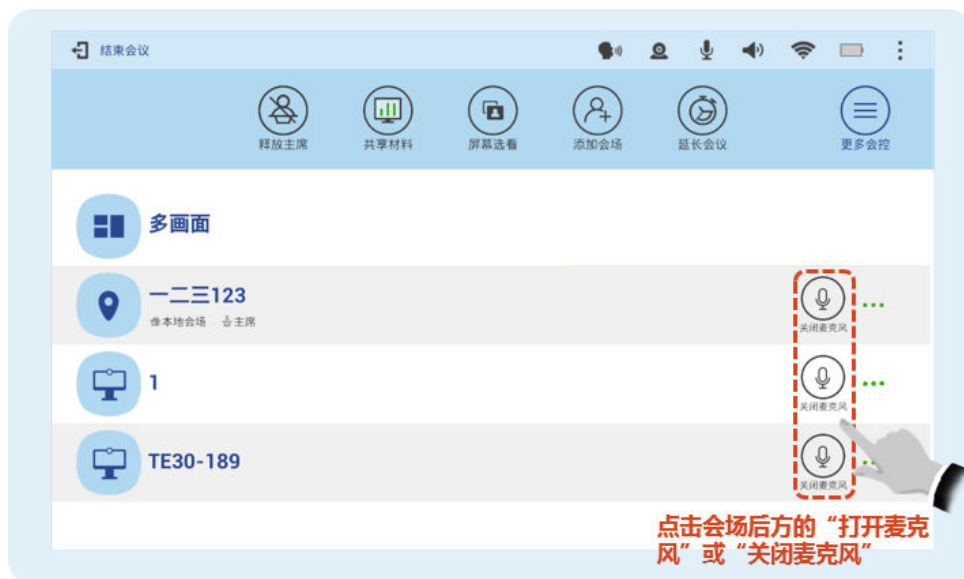 结束会议
释放主席 共享材料 屏幕选看 添加会场 延长会议 更多会控
多画面
一二三123
本地会场 主席
关闭麦克风
1
关闭麦克风
TE30-189
关闭麦克风
点击会场后方的“打开麦克
风”或“关闭麦克风”